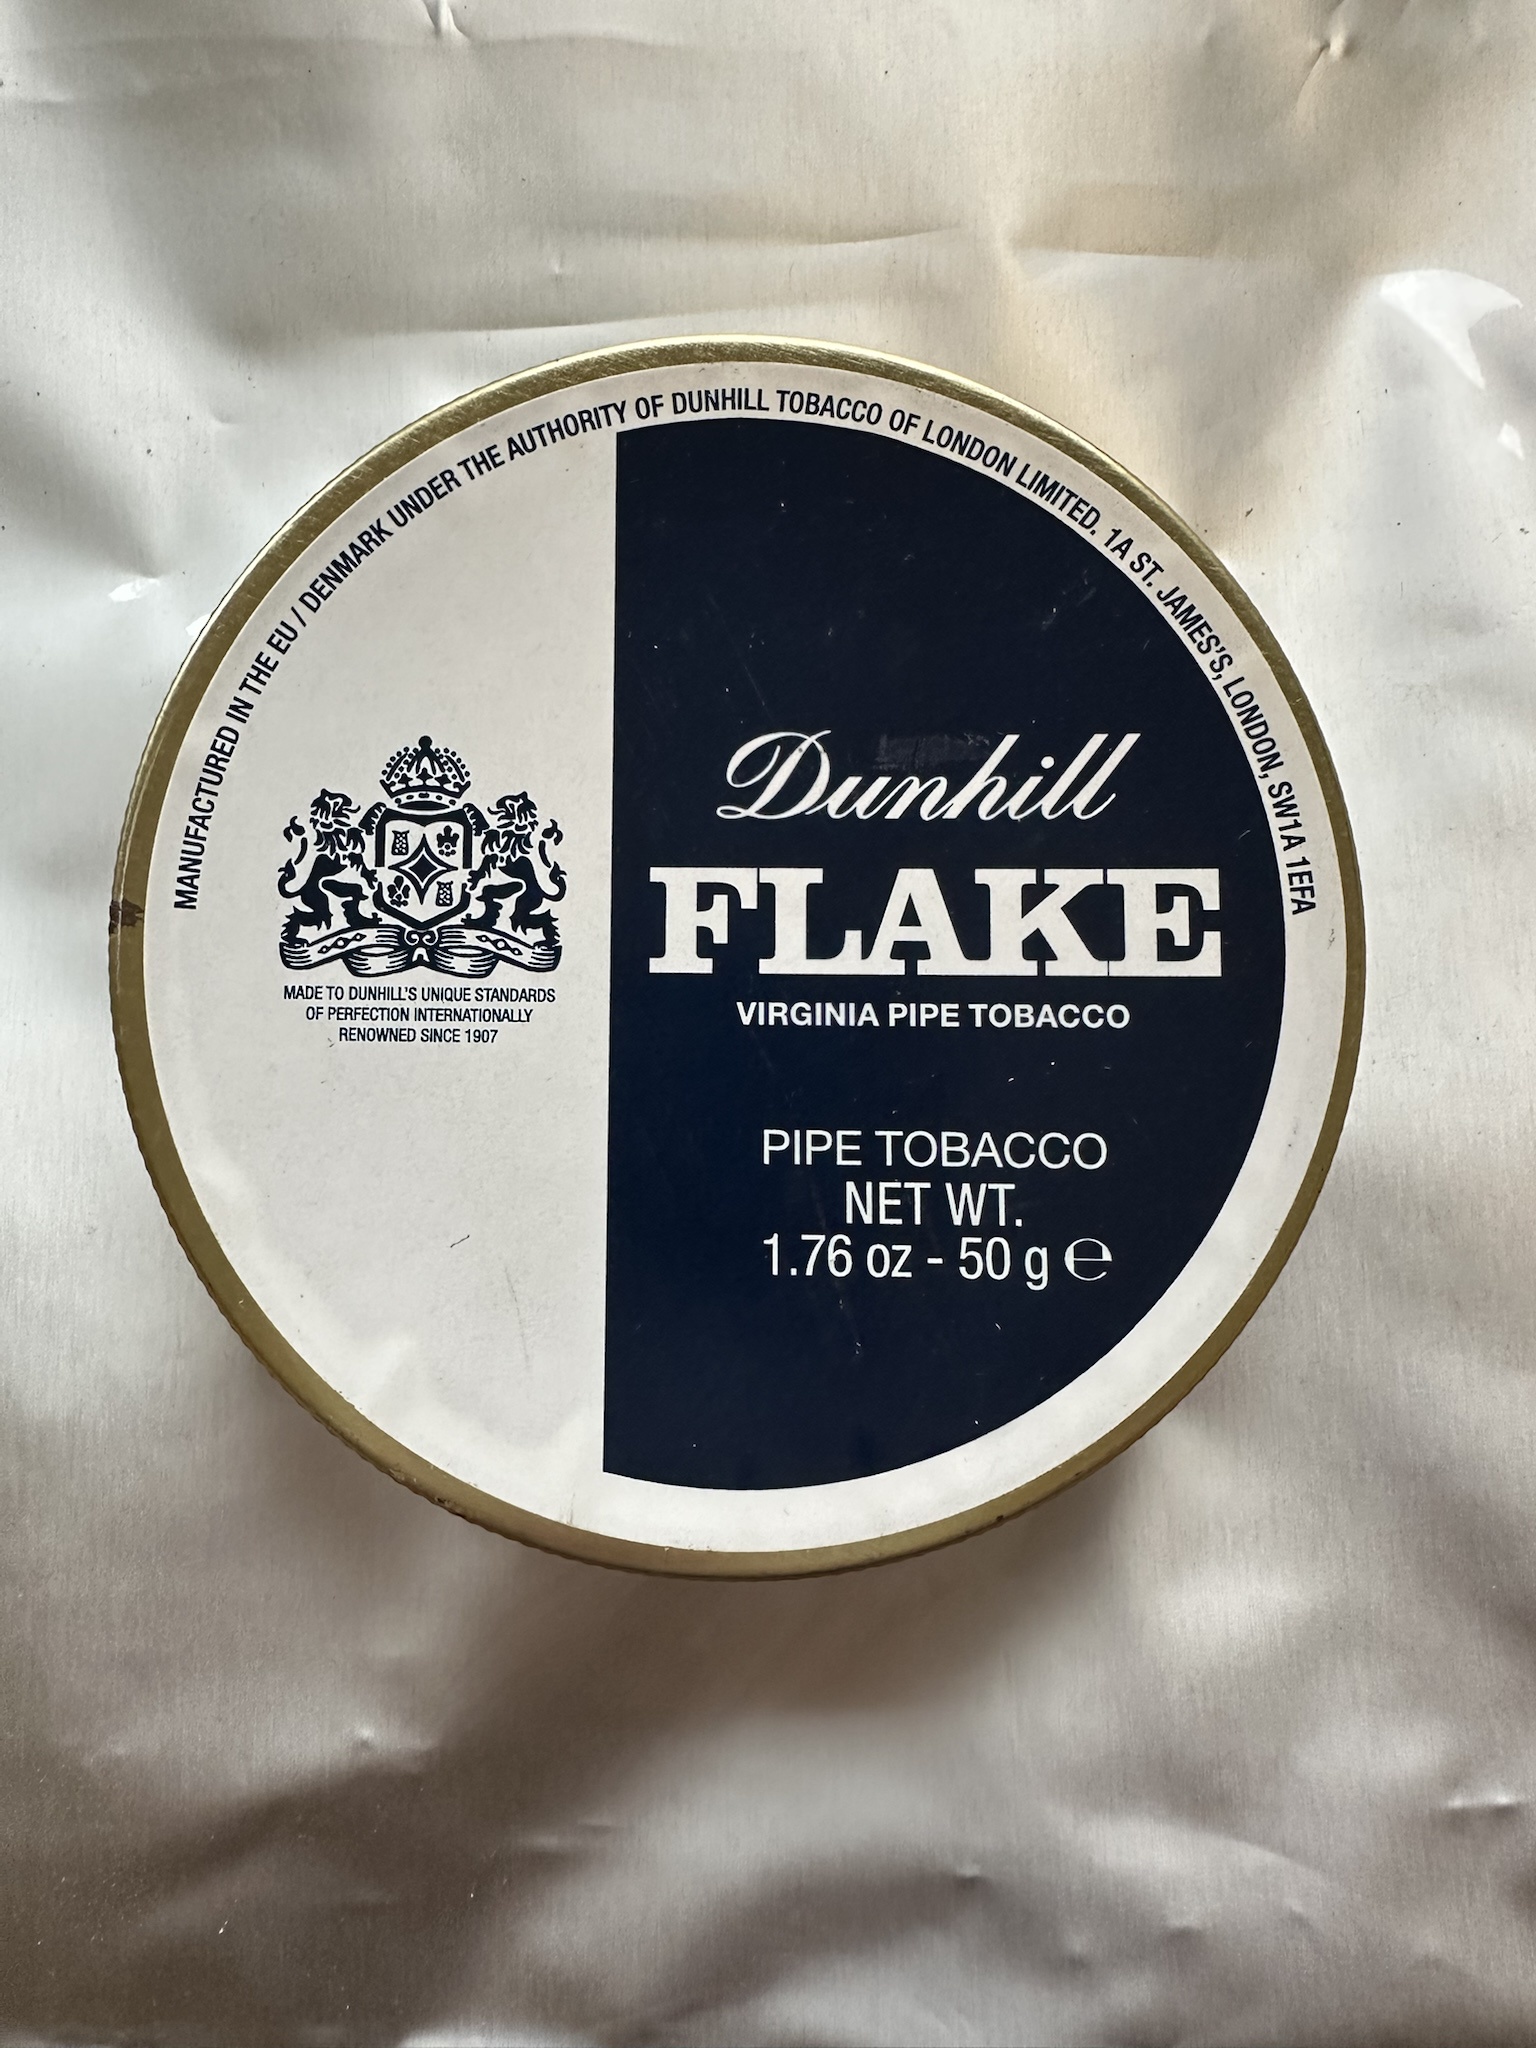 MANUFACTURED IN THE EU / DENMARK UNDER THE AUTHORITY OF DUNHILL TOBACCO OF LONDON LIMITED. 1A ST. JAMES'S, LONDON, SW1A 1EFA
MADE TO DUNHILL'S UNIQUE STANDARDS
OF PERFECTION INTERNATIONALLY
RENOWNED SINCE 1907
Dunhill
FLAKE
VIRGINIA PIPE TOBACCO
PIPE TOBACCO
NET WT.
1.76 oz - 50 g ℮